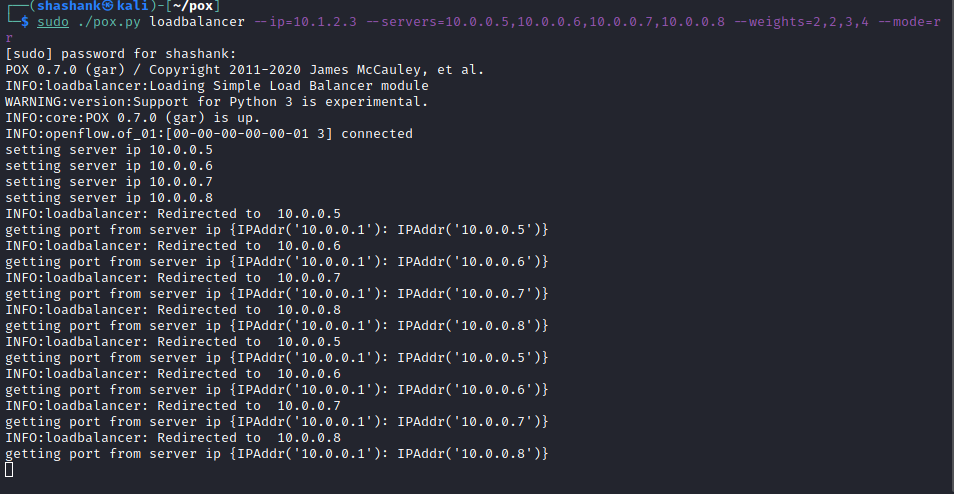 ┌──(shashank㉿kali)-[~/pox]
└─$ sudo ./pox.py loadbalancer --ip=10.1.2.3 --servers=10.0.0.5,10.0.0.6,10.0.0.7,10.0.0.8 --weights=2,2,3,4 --mode=r
r
[sudo] password for shashank:
POX 0.7.0 (gar) / Copyright 2011-2020 James McCauley, et al.
INFO:loadbalancer:Loading Simple Load Balancer module
WARNING:version:Support for Python 3 is experimental.
INFO:core:POX 0.7.0 (gar) is up.
INFO:openflow.of_01:[00-00-00-00-00-01 3] connected
setting server ip 10.0.0.5
setting server ip 10.0.0.6
setting server ip 10.0.0.7
setting server ip 10.0.0.8
INFO:loadbalancer: Redirected to  10.0.0.5
getting port from server ip {IPAddr('10.0.0.1'): IPAddr('10.0.0.5')}
INFO:loadbalancer: Redirected to  10.0.0.6
getting port from server ip {IPAddr('10.0.0.1'): IPAddr('10.0.0.6')}
INFO:loadbalancer: Redirected to  10.0.0.7
getting port from server ip {IPAddr('10.0.0.1'): IPAddr('10.0.0.7')}
INFO:loadbalancer: Redirected to  10.0.0.8
getting port from server ip {IPAddr('10.0.0.1'): IPAddr('10.0.0.8')}
INFO:loadbalancer: Redirected to  10.0.0.5
getting port from server ip {IPAddr('10.0.0.1'): IPAddr('10.0.0.5')}
INFO:loadbalancer: Redirected to  10.0.0.6
getting port from server ip {IPAddr('10.0.0.1'): IPAddr('10.0.0.6')}
INFO:loadbalancer: Redirected to  10.0.0.7
getting port from server ip {IPAddr('10.0.0.1'): IPAddr('10.0.0.7')}
INFO:loadbalancer: Redirected to  10.0.0.8
getting port from server ip {IPAddr('10.0.0.1'): IPAddr('10.0.0.8')}